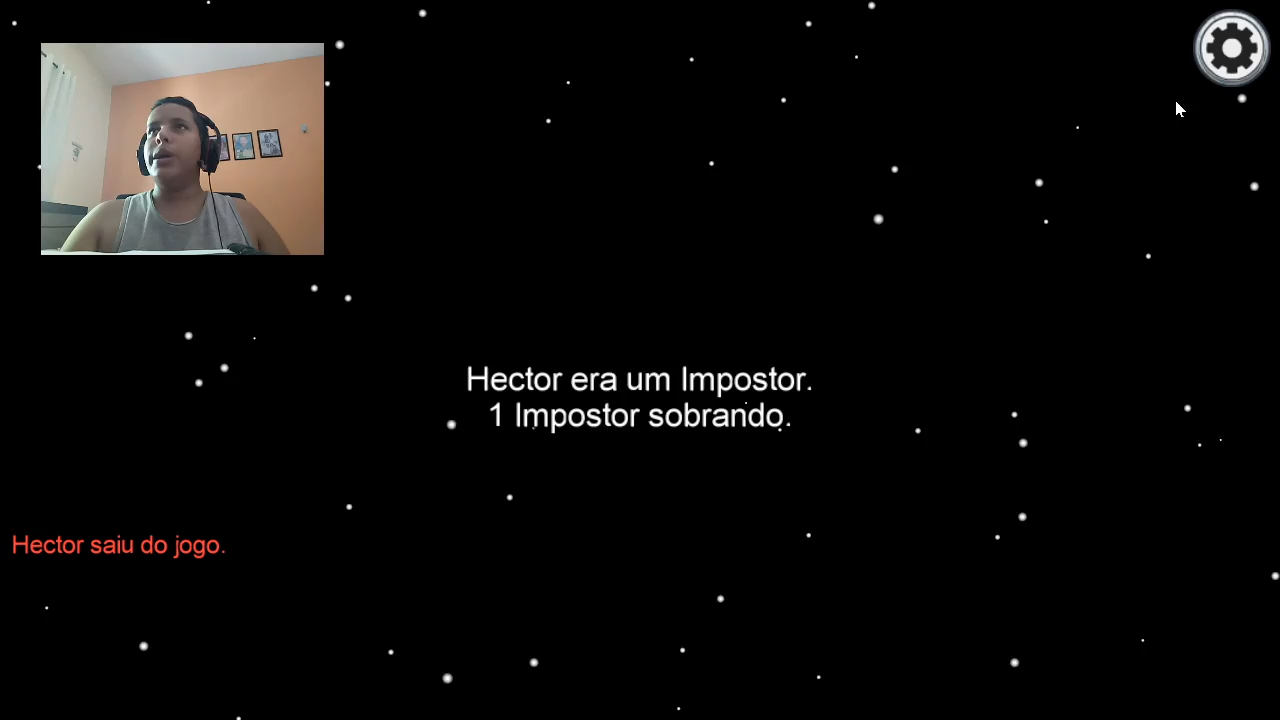 Hector era um Impostor.
1 Impostor sobrando.
Hector saiu do jogo.